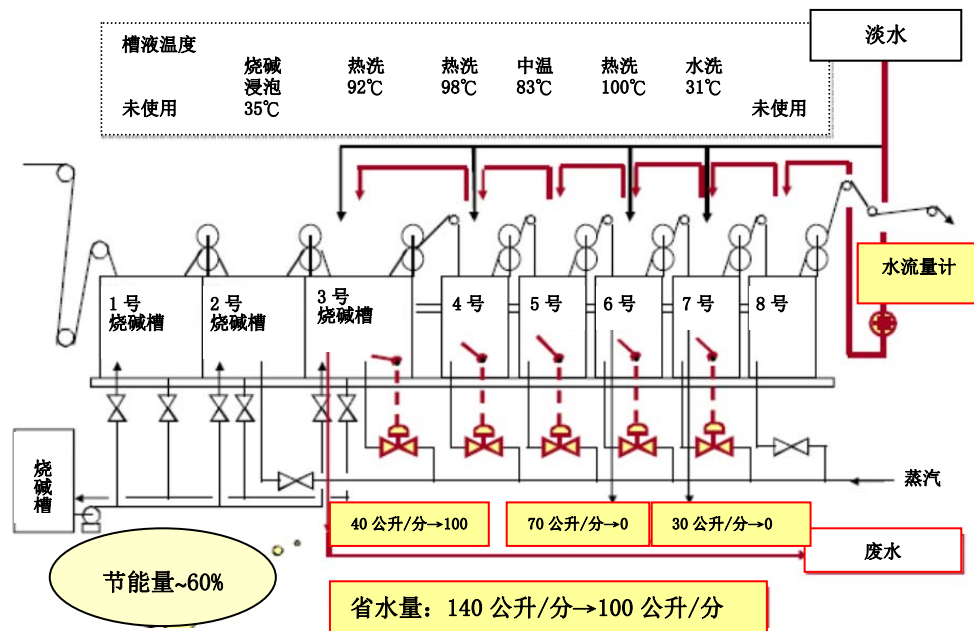 淡水
槽液温度
烧碱 热洗 热洗 中温 热洗 水洗
浸泡 92℃ 98℃ 83℃ 100℃ 31℃
未使用 35℃ 未使用
水流量计
1号
烧碱槽
2号
烧碱槽
3号
烧碱槽
4号
5号
6号
7号
8号
烧碱槽
蒸汽
40公升/分→100
70公升/分→0
30公升/分→0
废水
节能量~60%
省水量：140公升/分→100公升/分